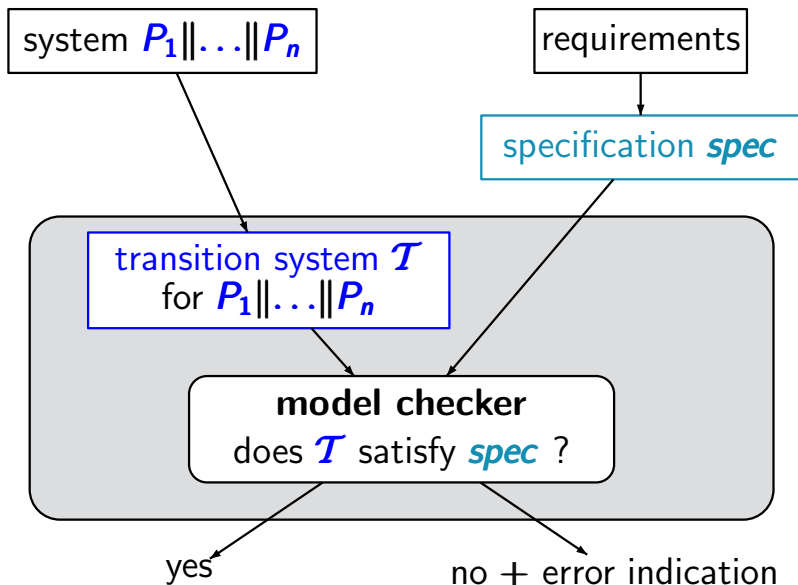 system P₁‖...‖Pₙ
requirements
specification spec
transition system 𝒯
for P₁‖...‖Pₙ
model checker
does 𝒯 satisfy spec ?
yes
no + error indication